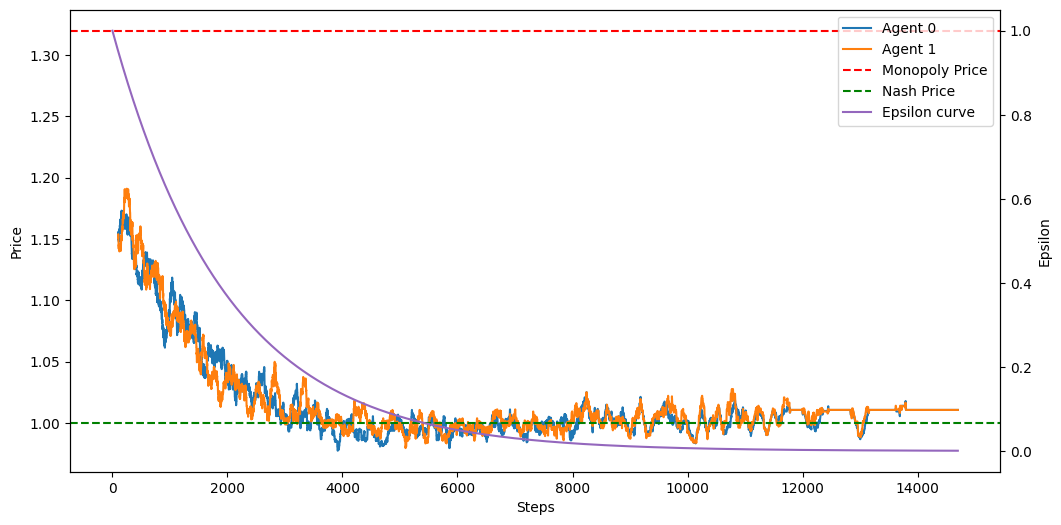 Agent 0
Agent 1
Monopoly Price
Nash Price
Epsilon curve
1.30
1.25
1.20
1.15
1.10
1.05
1.00
Price
1.0
0.8
0.6
0.4
0.2
0.0
Epsilon
0 2000 4000 6000 8000 10000 12000 14000
Steps